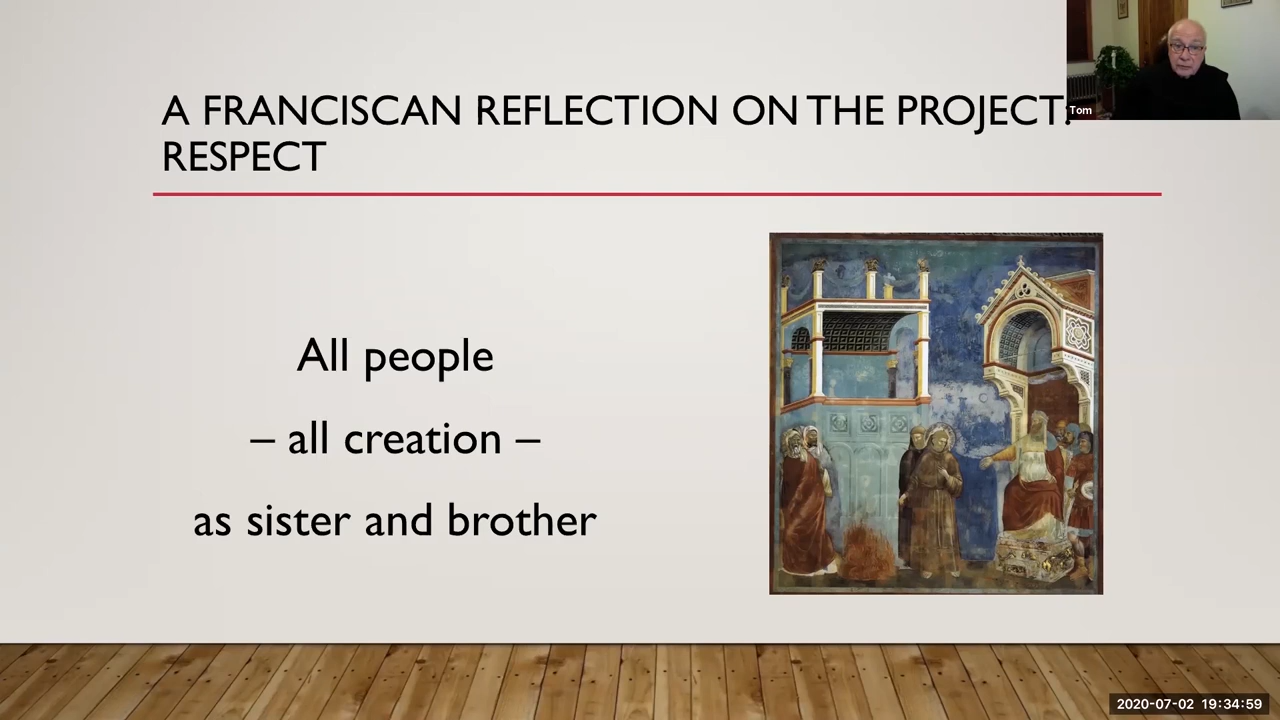 A FRANCISCAN REFLECTION ON THE PROJECT:
RESPECT
Tom
All people
– all creation –
as sister and brother
2020-07-02 19:34:59